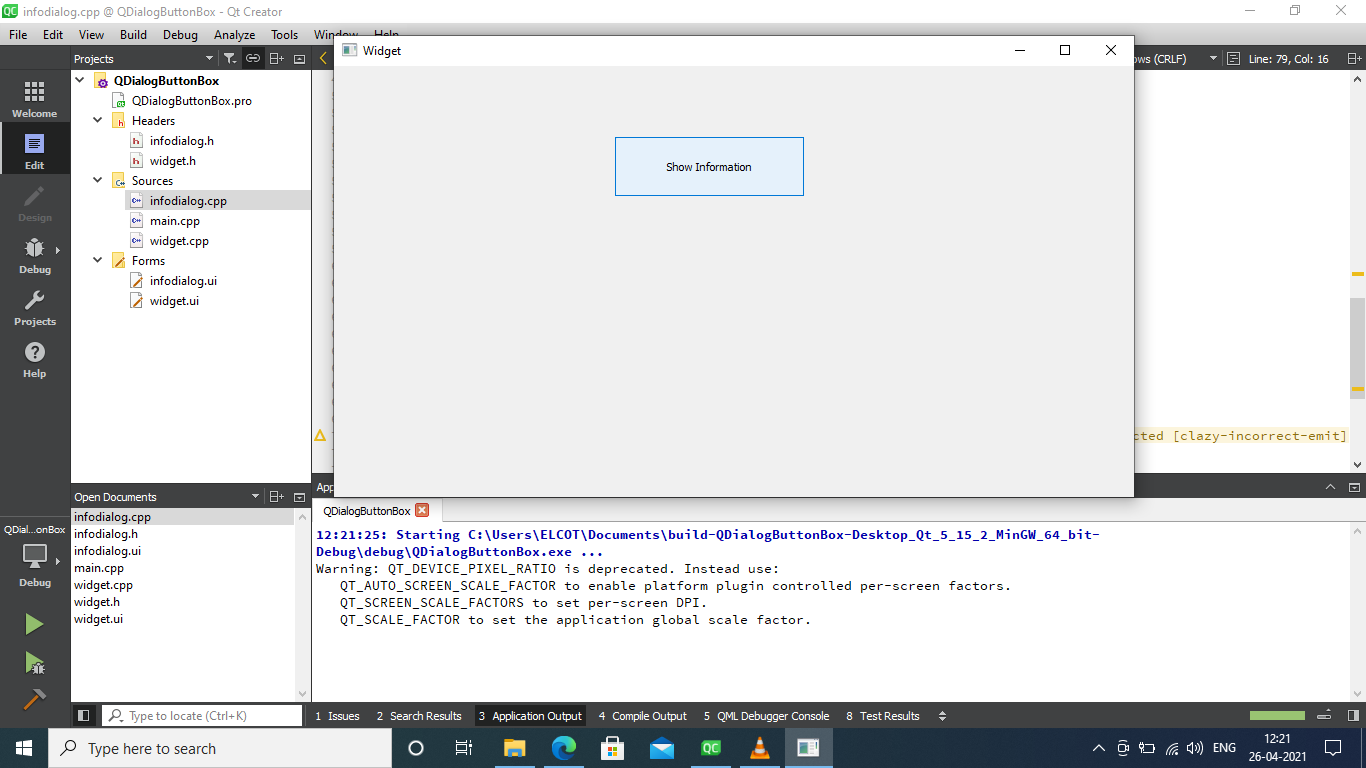 infodialog.cpp @ QDialogButtonBox - Qt Creator
File Edit View Build Debug Analyze Tools Window Help
Projects
ows (CRLF)
Line: 79, Col: 16
Widget
Show Information
Welcome
Edit
Design
Debug
Projects
Help
QDialogButtonBox
QDialogButtonBox.pro
Headers
infodialog.h
widget.h
Sources
infodialog.cpp
main.cpp
widget.cpp
Forms
infodialog.ui
widget.ui
cted [clazy-incorrect-emit]
Open Documents
infodialog.cpp
infodialog.h
infodialog.ui
main.cpp
widget.cpp
widget.h
widget.ui
QDial...onBox
Debug
App
QDialogButtonBox
12:21:25: Starting C:\Users\ELCOT\Documents\build-QDialogButtonBox-Desktop_Qt_5_15_2_MinGW_64_bit-
Debug\debug\QDialogButtonBox.exe ...
Warning: QT_DEVICE_PIXEL_RATIO is deprecated. Instead use:
QT_AUTO_SCREEN_SCALE_FACTOR to enable platform plugin controlled per-screen factors.
QT_SCREEN_SCALE_FACTORS to set per-screen DPI.
QT_SCALE_FACTOR to set the application global scale factor.
Type to locate (Ctrl+K)
1 Issues 2 Search Results 3 Application Output 4 Compile Output 5 QML Debugger Console 8 Test Results
Type here to search
ENG
12:21
26-04-2021